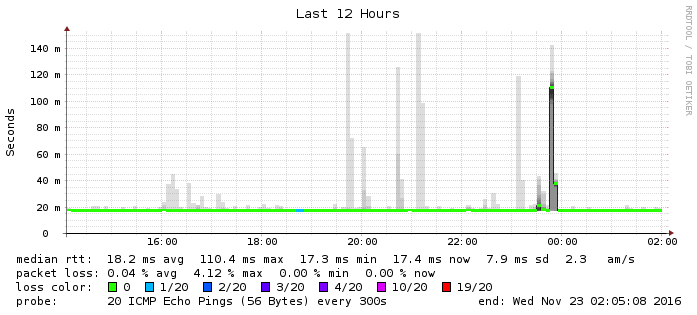 Last 12 Hours
RRDTOOL / TOBI OETIKER
Seconds
140 m
120 m
100 m
80 m
60 m
40 m
20 m
0
16:00 18:00 20:00 22:00 00:00 02:00
median rtt: 18.2 ms avg 110.4 ms max 17.3 ms min 17.4 ms now 7.9 ms sd 2.3 am/s
packet loss: 0.04 % avg 4.12 % max 0.00 % min 0.00 % now
loss color: 0 1/20 2/20 3/20 4/20 10/20 19/20
probe: 20 ICMP Echo Pings (56 Bytes) every 300s end: Wed Nov 23 02:05:08 2016